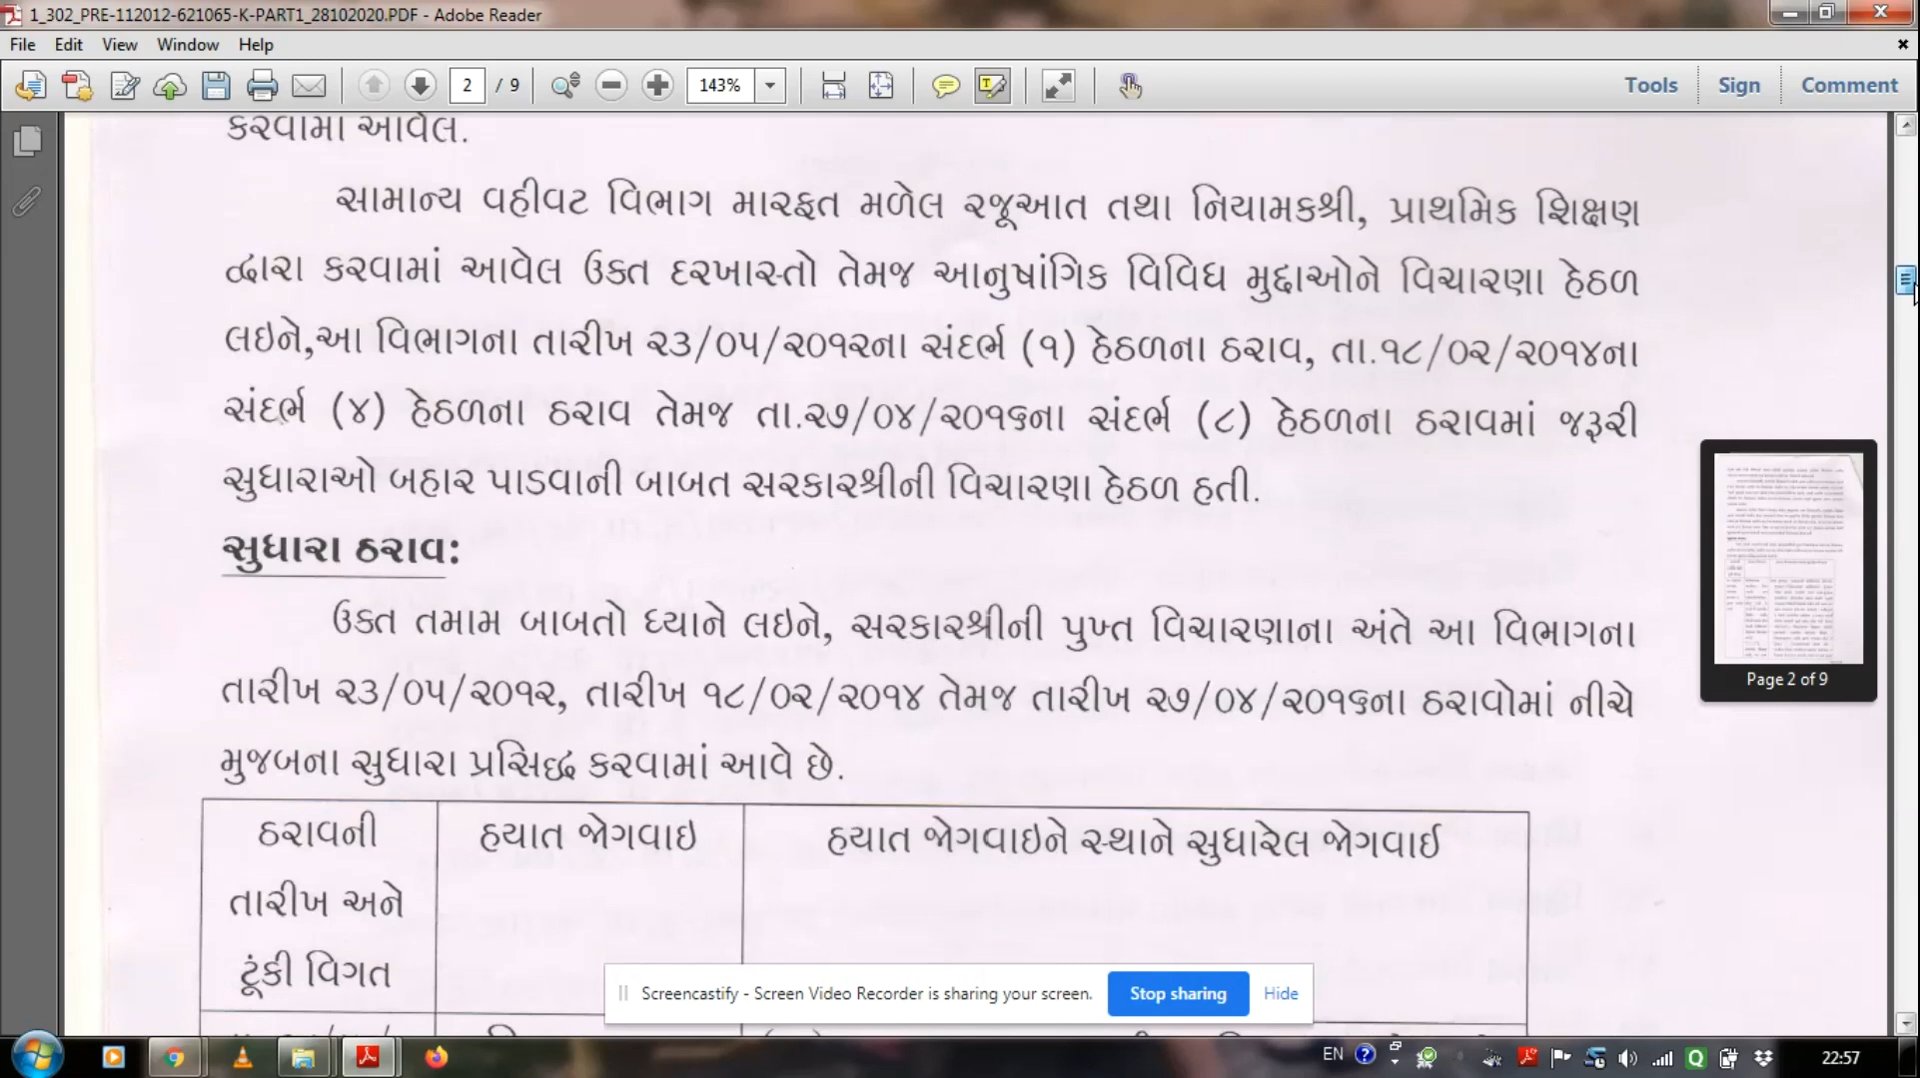 1_302_PRE-112012-621065-K-PART1_28102020.PDF - Adobe Reader
File Edit View Window Help
2 / 9 143% Tools Sign Comment
કરવામાં આવેલ.
સામાન્ય વહીવટ વિભાગ મારફત મળેલ રજૂઆત તથા નિયામકશ્રી, પ્રાથમિક શિક્ષણ
દ્વારા કરવામાં આવેલ ઉક્ત દરખાસ્તો તેમજ આનુષાંગિક વિવિધ મુદ્દાઓને વિચારણા હેઠળ
લઇને,આ વિભાગના તારીખ ૨૩/૦૫/૨૦૧૨ના સંદર્ભ (૧) હેઠળના ઠરાવ, તા.૧૮/૦૨/૨૦૧૪ના
સંદર્ભ (૪) હેઠળના ઠરાવ તેમજ તા.૨૭/૦૪/૨૦૧૬ના સંદર્ભ (૮) હેઠળના ઠરાવમાં જરૂરી
સુધારાઓ બહાર પાડવાની બાબત સરકારશ્રીની વિચારણા હેઠળ હતી.
સુધારા ઠરાવ:
ઉક્ત તમામ બાબતો ધ્યાને લઇને, સરકારશ્રીની પુખ્ત વિચારણાના અંતે આ વિભાગના
તારીખ ૨૩/૦૫/૨૦૧૨, તારીખ ૧૮/૦૨/૨૦૧૪ તેમજ તારીખ ૨૭/૦૪/૨૦૧૬ના ઠરાવોમાં નીચે
મુજબના સુધારા પ્રસિદ્ધ કરવામાં આવે છે.
ઠરાવની હયાત જોગવાઇ હયાત જોગવાઇને સ્થાને સુધારેલ જોગવાઈ
તારીખ અને
ટૂંકી વિગત
Page 2 of 9
Screencastify - Screen Video Recorder is sharing your screen. Stop sharing Hide
EN 22:57